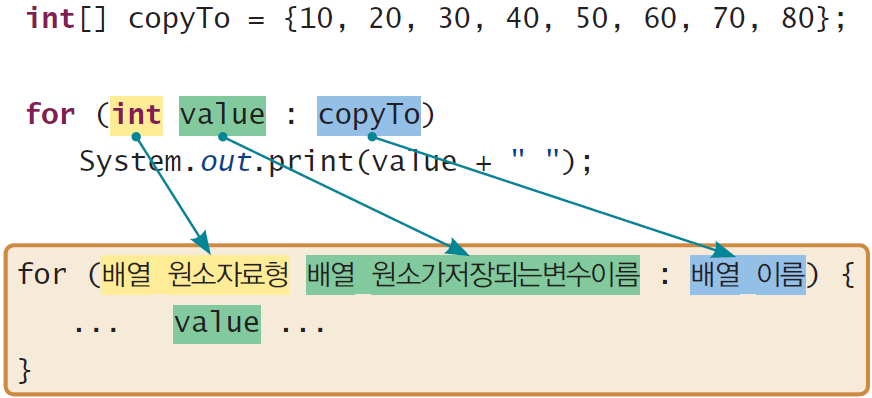 int[] copyTo = {10, 20, 30, 40, 50, 60, 70, 80};
for (int value : copyTo)
System.out.print(value + " ");
for (배열 원소자료형 배열 원소가저장되는변수이름 : 배열 이름) {
... value ...
}